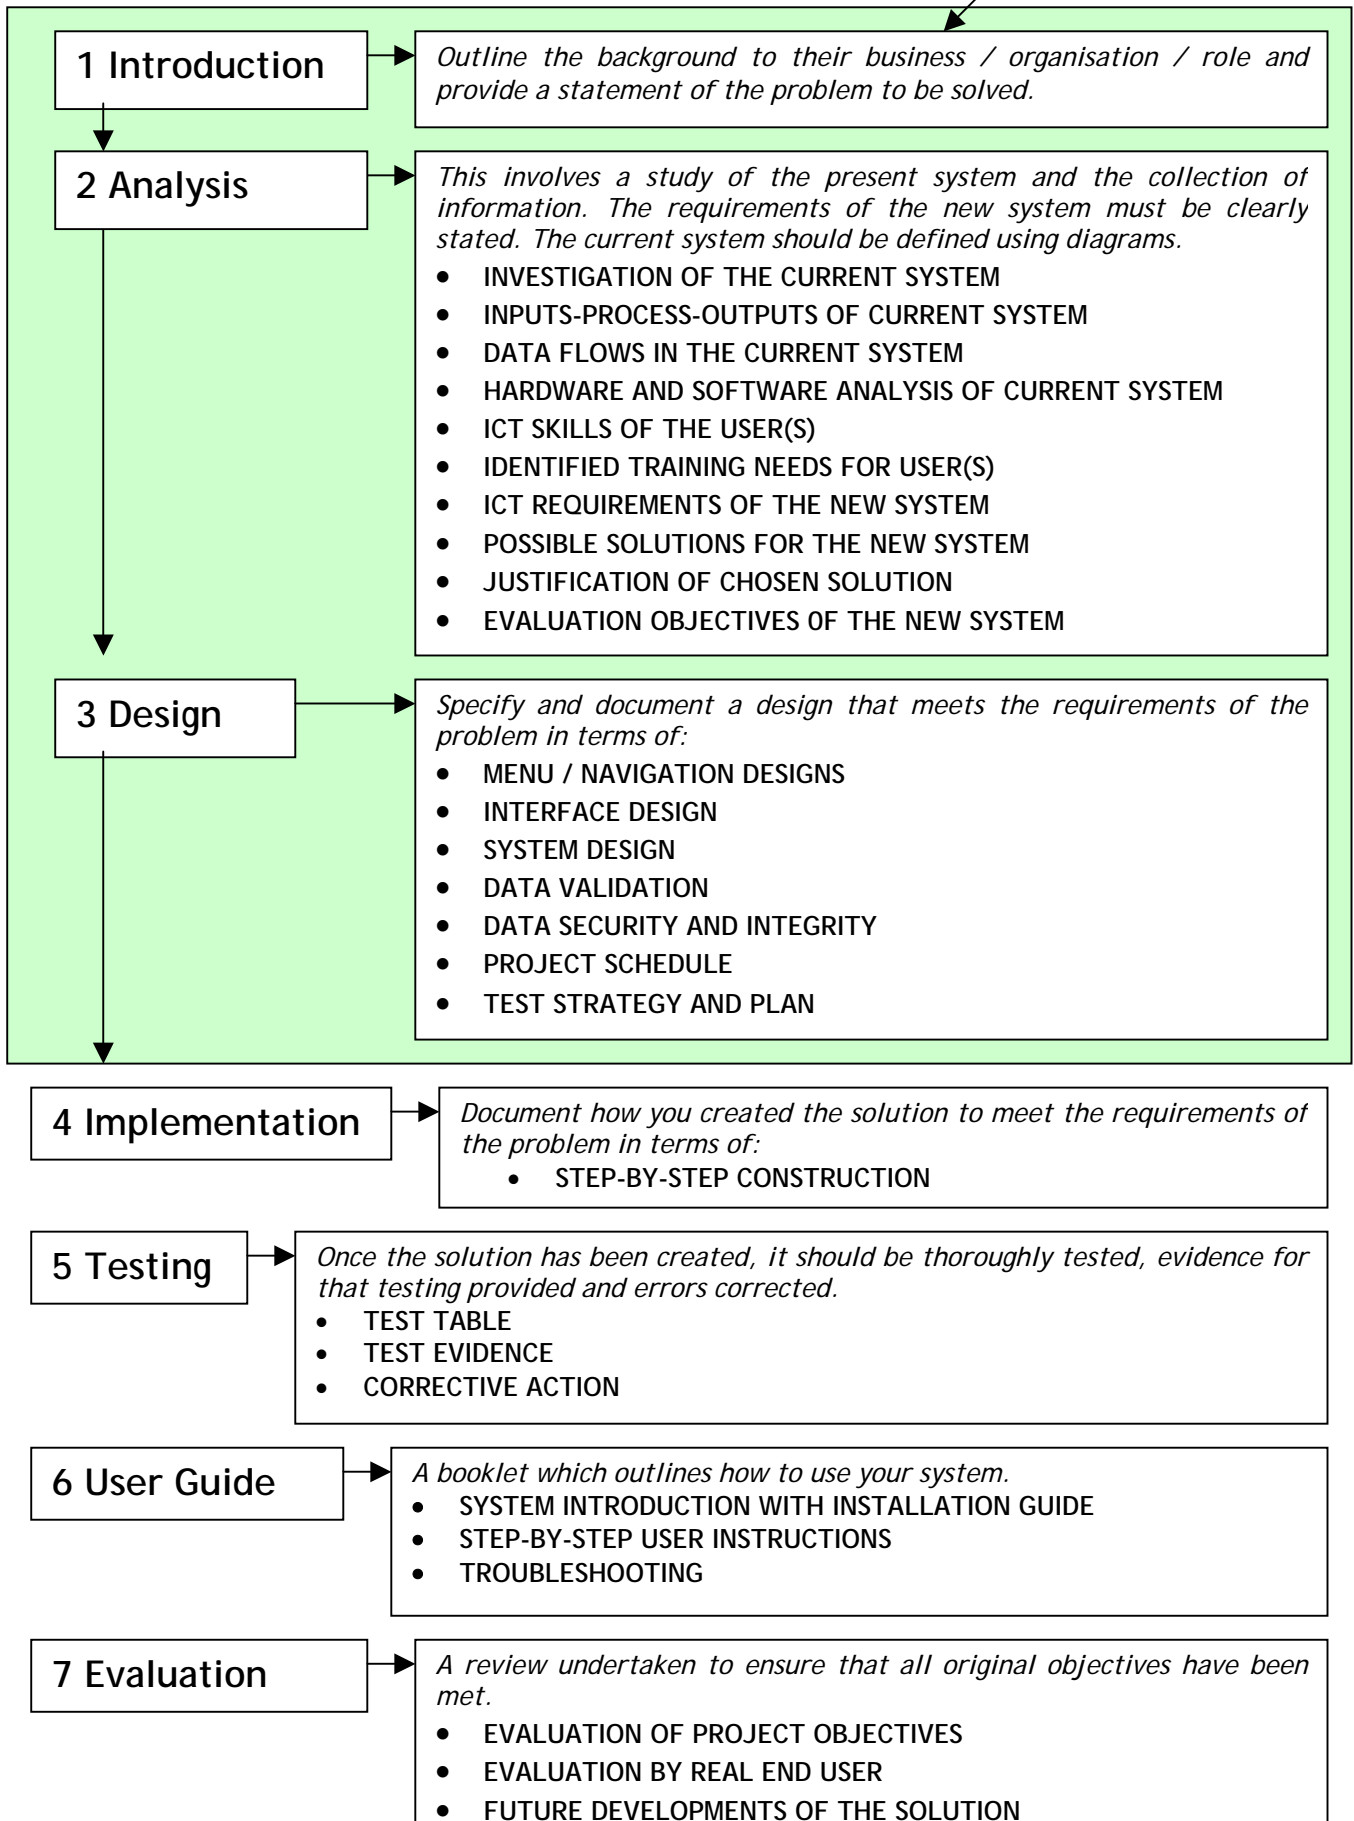 1 Introduction
Outline the background to their business / organisation / role and
provide a statement of the problem to be solved.
2 Analysis
This involves a study of the present system and the collection of
information. The requirements of the new system must be clearly
stated. The current system should be defined using diagrams.
• INVESTIGATION OF THE CURRENT SYSTEM
• INPUTS-PROCESS-OUTPUTS OF CURRENT SYSTEM
• DATA FLOWS IN THE CURRENT SYSTEM
• HARDWARE AND SOFTWARE ANALYSIS OF CURRENT SYSTEM
• ICT SKILLS OF THE USER(S)
• IDENTIFIED TRAINING NEEDS FOR USER(S)
• ICT REQUIREMENTS OF THE NEW SYSTEM
• POSSIBLE SOLUTIONS FOR THE NEW SYSTEM
• JUSTIFICATION OF CHOSEN SOLUTION
• EVALUATION OBJECTIVES 0F THE NEW SYSTEM
3 Design
Specify and document a design that meets the requirements of the
problem in terms of:
• MENU / NAVIGATION DESIGNS
• INTERFACE DESIGN
• SYSTEM DESIGN
• DATA VALIDATION
• DATA SECURITY AND INTEGRITY
• PROJECT SCHEDULE
• TEST STRATEGY AND PLAN
4 Implementation
Document how you created the solution to meet the requirements of
the problem in terms of:
• STEP-BY-STEP CONSTRUCTION
5 Testing
Once the solution has been created, it should be thoroughly tested, evidence for
that testing provided and errors corrected.
• TEST TABLE
• TEST EVIDENCE
• CORRECTIVE ACTION
6 User Guide
A booklet which outlines how to use your system.
• SYSTEM INTRODUCTION WITH INSTALLATION GUIDE
• STEP-BY-STEP USER INSTRUCTIONS
• TROUBLESHOOTING
7 Evaluation
A review undertaken to ensure that all original objectives have been
met.
• EVALUATION OF PROJECT OBJECTIVES
• EVALUATION BY REAL END USER
• FUTURE DEVELOPMENTS OF THE SOLUTION